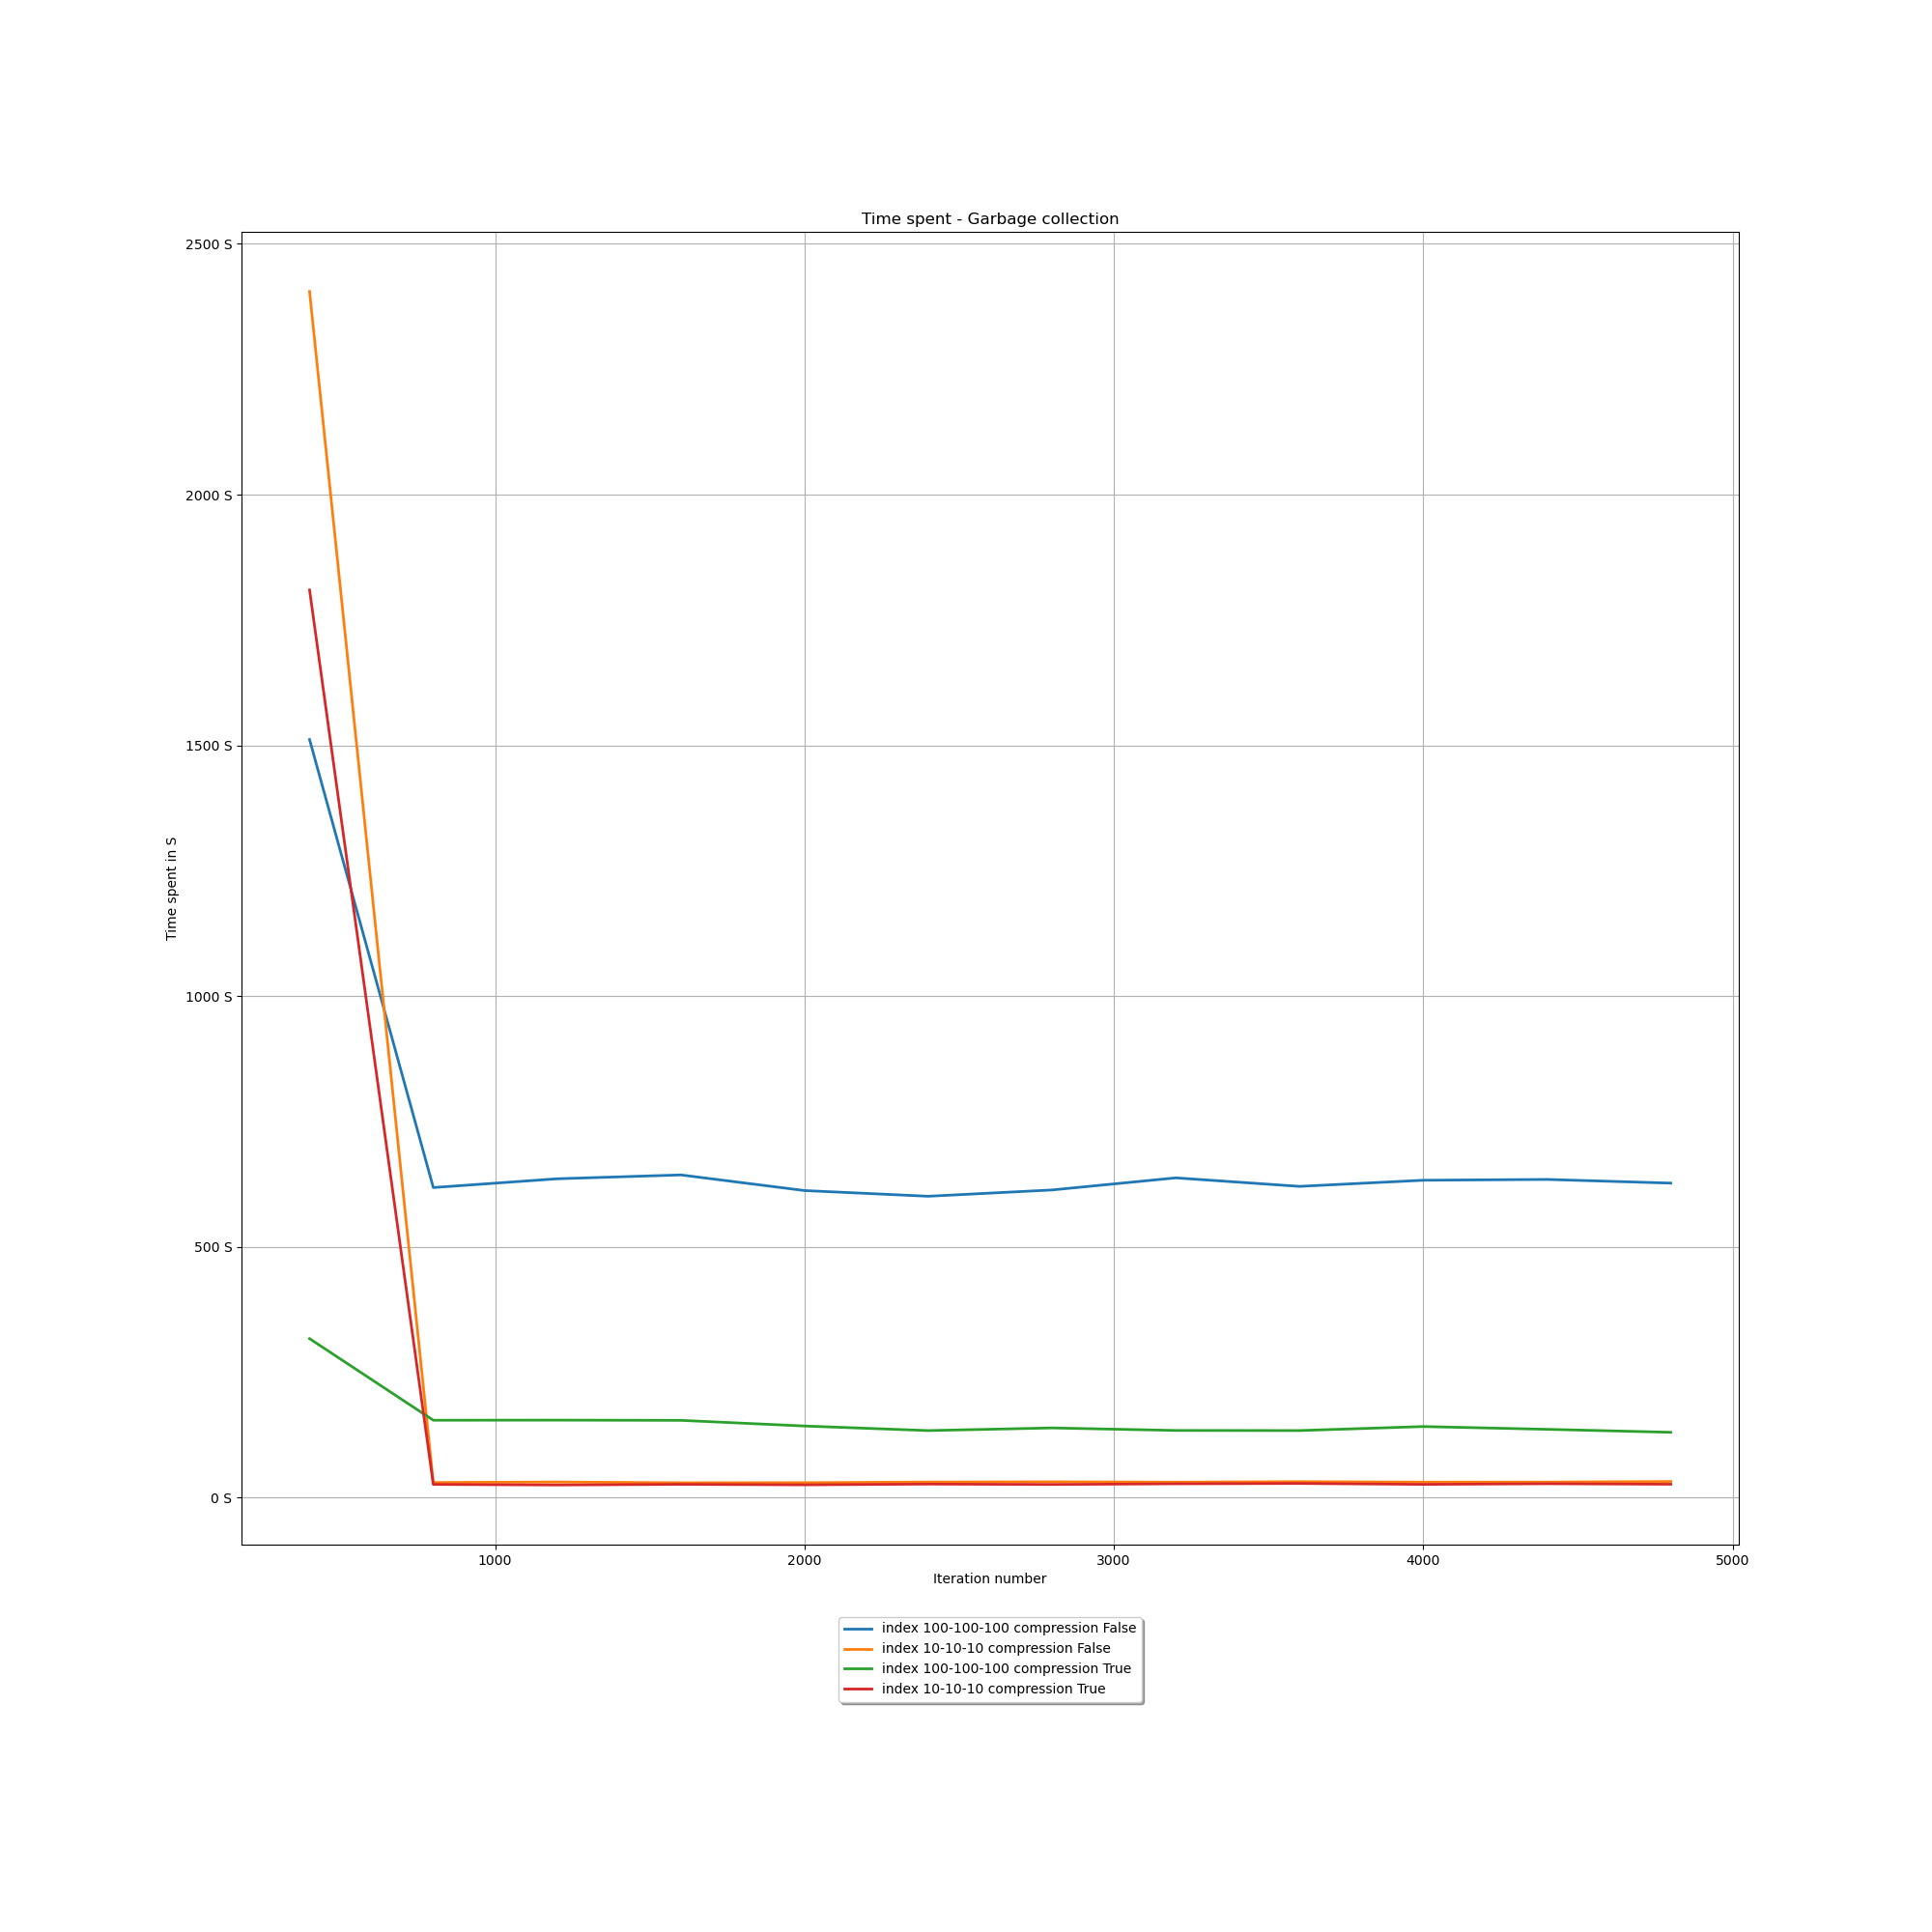 Time spent - Garbage collection
2500 S
2000 S
1500 S
1000 S
500 S
0 S
Time spent in S
1000 2000 3000 4000 5000
Iteration number
index 100-100-100 compression False
index 10-10-10 compression False
index 100-100-100 compression True
index 10-10-10 compression True